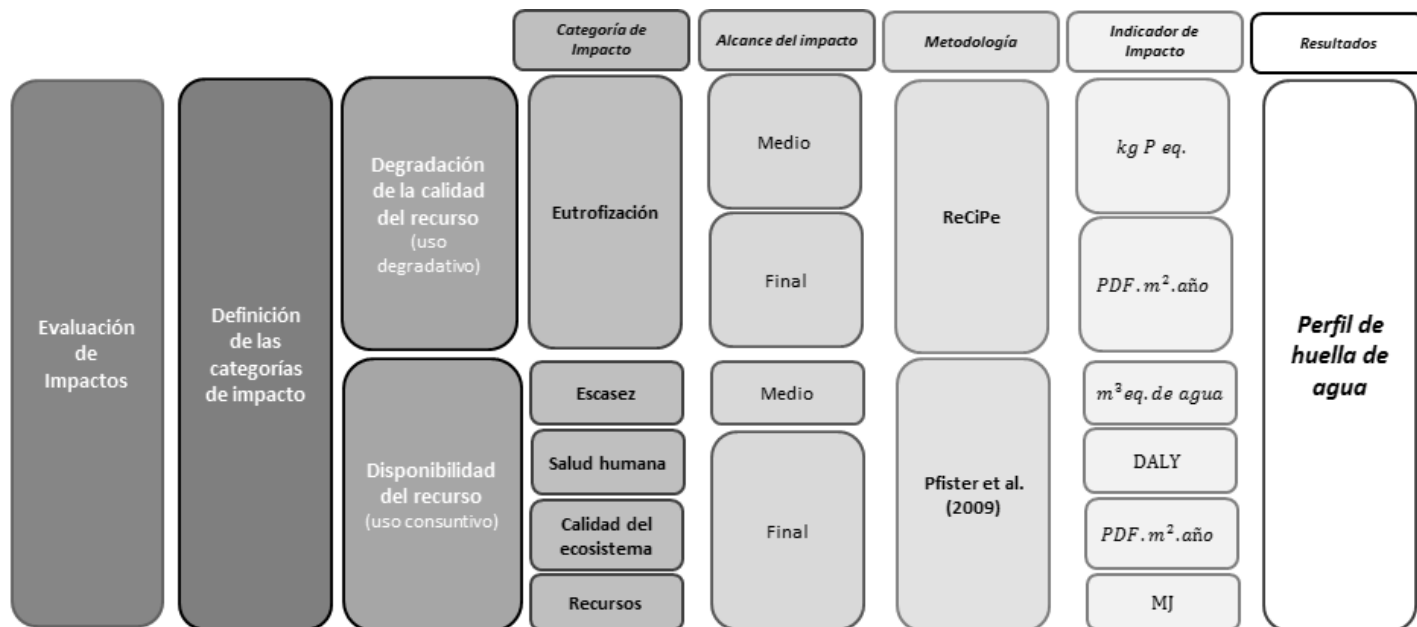 Categoría de
Impacto
Alcance del impacto
Metodología
Indicador de
Impacto
Resultados
Evaluación
de
Impactos
Definición
de las
categorías
de impacto
Degradación
de la calidad
del recurso
(uso
degradativo)
Eutrofización
Medio
Final
ReCiPe
kg P eq.
PDF.m².año
Disponibilidad
del recurso
(uso consuntivo)
Escasez
Salud humana
Calidad del
ecosistema
Recursos
Medio
Final
Pfister et al.
(2009)
m³eq.de agua
DALY
PDF.m².año
MJ
Perfil de
huella de
agua